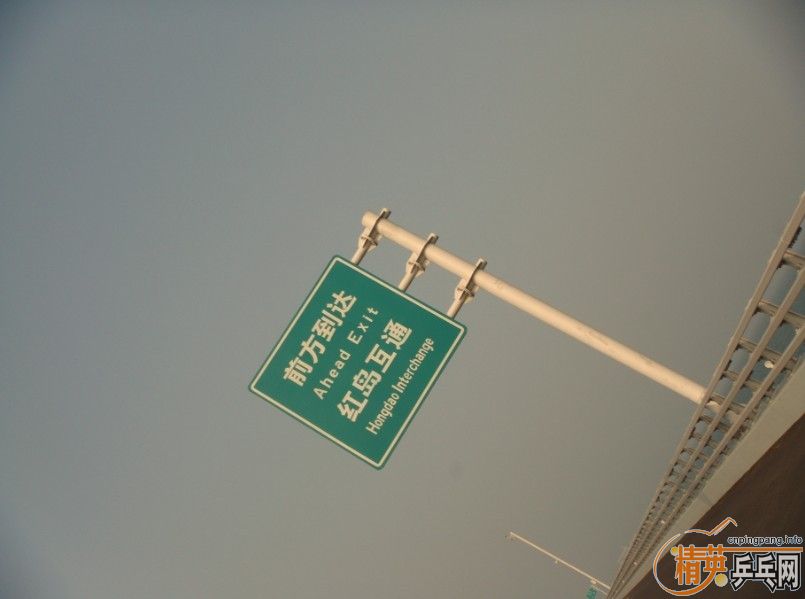 前方到达
Ahead Exit
红岛互通
Hongdao Interchange
cnpingpang.info
精英乒乓网